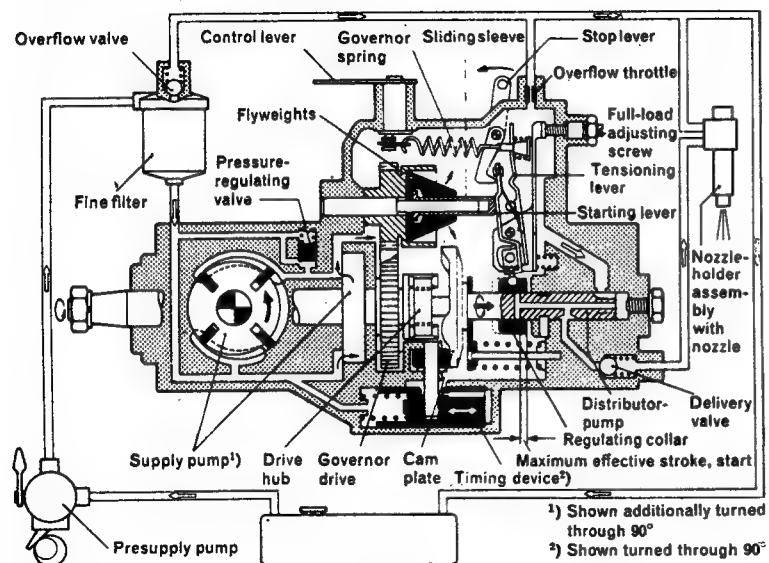 Overflow valve
Control lever
Governor
spring
Sliding sleeve
Stop lever
Overflow throttle
Flyweights
Full-load
adjusting
screw
Pressure-
regulating
valve
Tensioning
lever
Fine filter
Starting lever
Nozzle-
holder
assembly
with
nozzle
Distributor-
pump
Delivery
valve
Regulating collar
Supply pump¹)
Drive
hub
Governor
drive
Cam
plate
Timing device²)
Maximum effective stroke, start
Presupply pump
¹) Shown additionally turned
through 90°
²) Shown turned through 90°